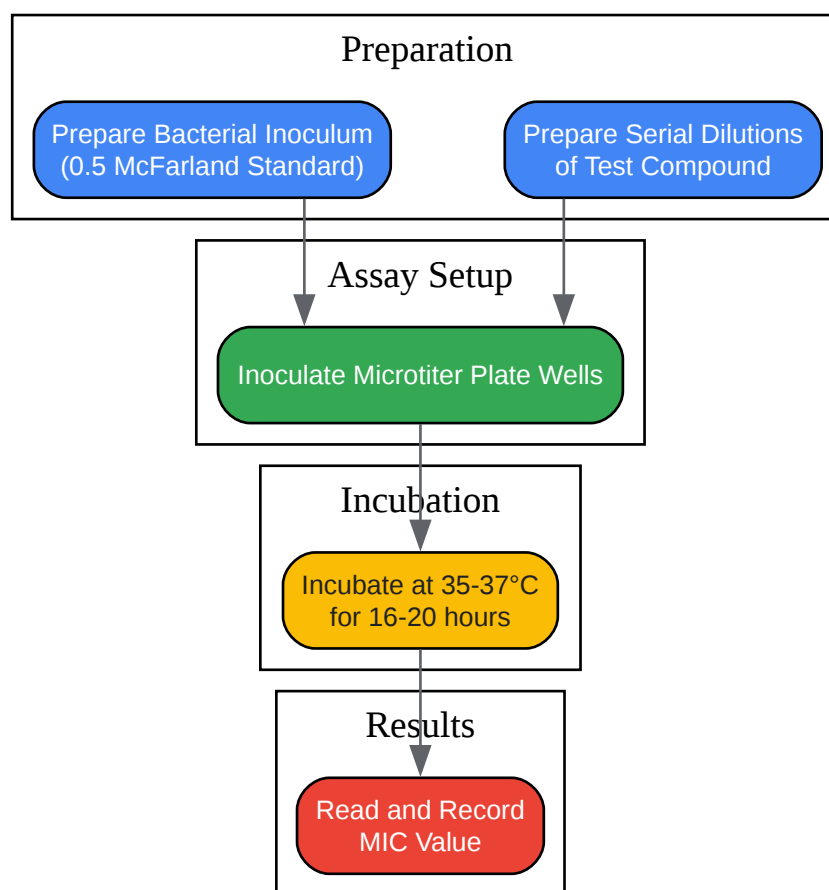 Preparation
Prepare Bacterial Inoculum
(0.5 McFarland Standard)
Prepare Serial Dilutions
of Test Compound
Assay Setup
Inoculate Microtiter Plate Wells
Incubation
Incubate at 35-37°C
for 16-20 hours
Results
Read and Record
MIC Value